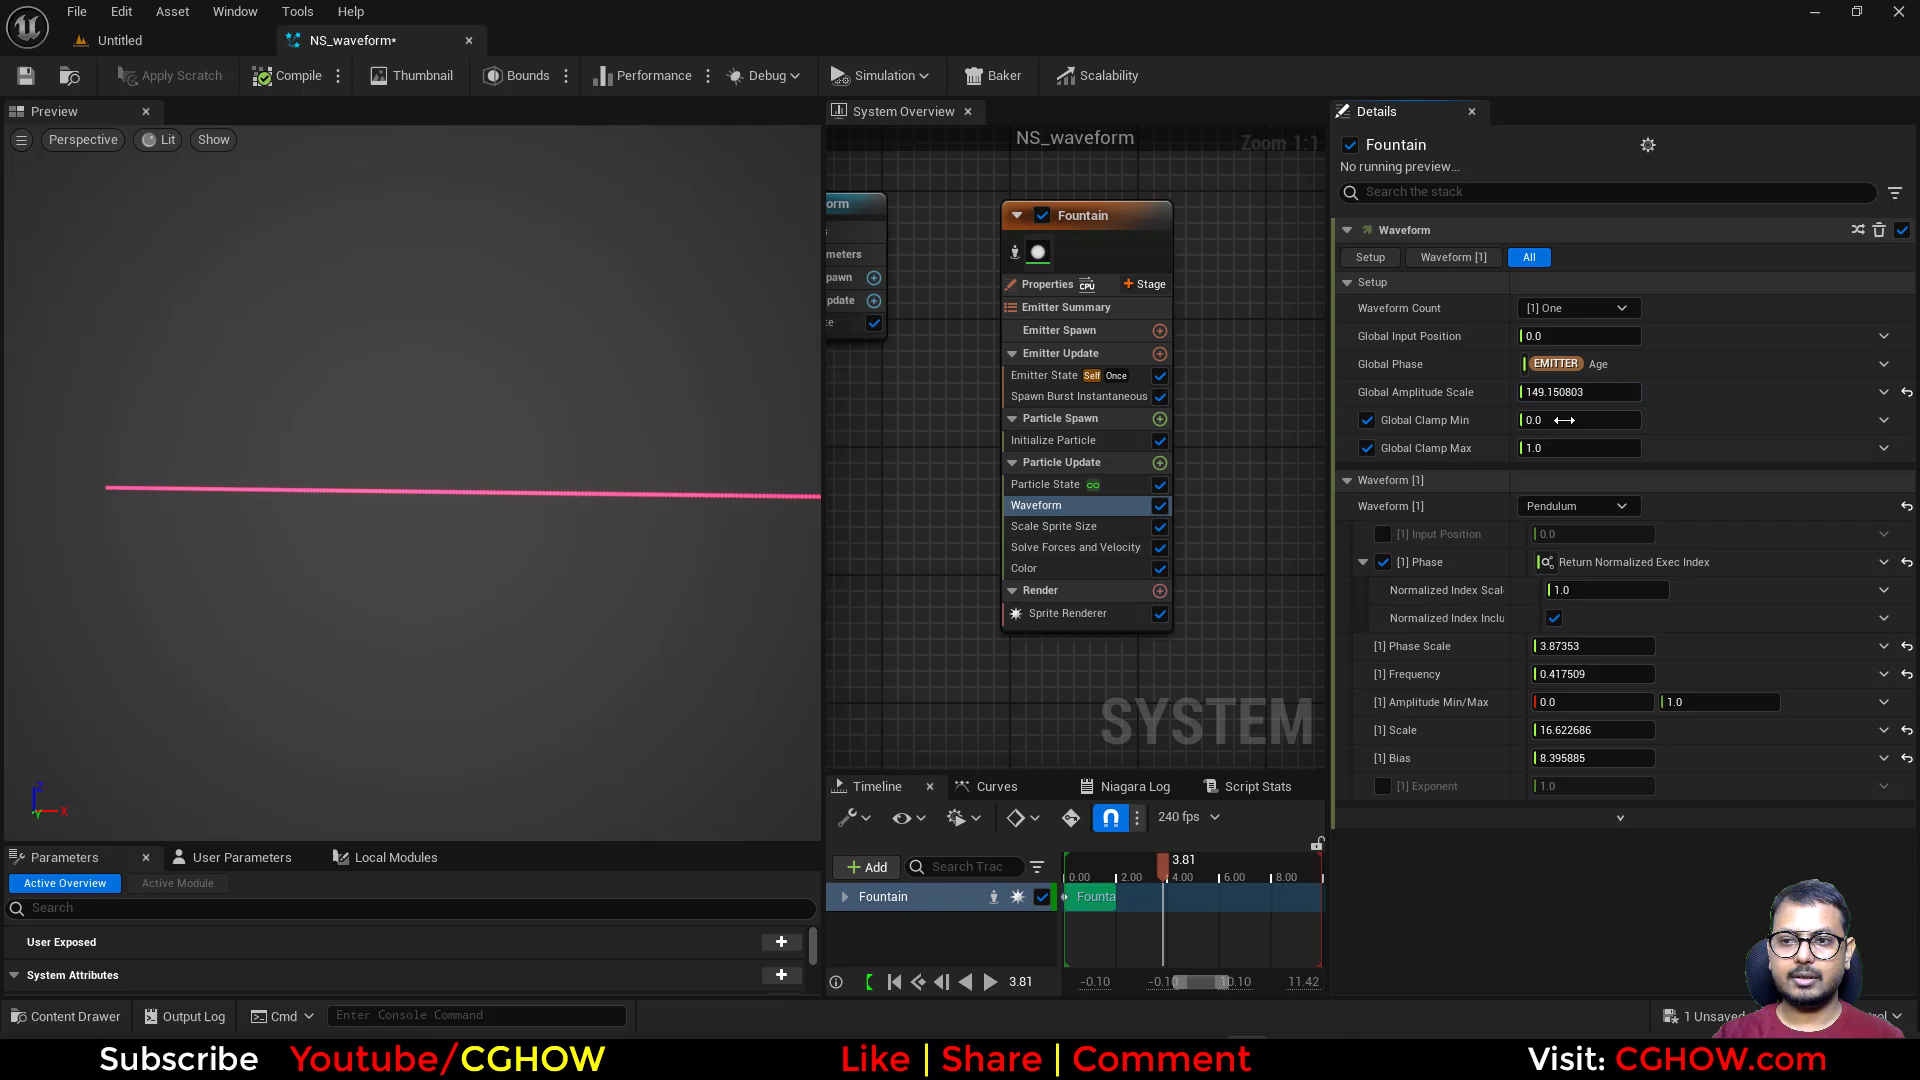 File Edit Asset Window Tools Help
Untitled NS_waveform*
Apply Scratch Compile Thumbnail Bounds Performance Debug Simulation Baker Scalability
Preview
Perspective Lit Show
Z X Y
System Overview
NS_waveform
Zoom 1:1
orm
meters
pawn
pdate
Fountain
Properties CPU Stage
Emitter Summary
Emitter Spawn
Emitter Update
Emitter State Self Once
Spawn Burst Instantaneous
Particle Spawn
Initialize Particle
Particle Update
Particle State
Waveform
Scale Sprite Size
Solve Forces and Velocity
Color
Render
Sprite Renderer
SYSTEM
Details
Fountain
No running preview...
Search the stack
Waveform
Setup Waveform [1] All
Setup
Waveform Count [1] One
Global Input Position 0.0
Global Phase EMITTER Age
Global Amplitude Scale 149.150803
Global Clamp Min 0.0
Global Clamp Max 1.0
Waveform [1]
Waveform [1] Pendulum
[1] Input Position 0.0
[1] Phase Return Normalized Exec Index
Normalized Index Scal 1.0
Normalized Index Inclu
[1] Phase Scale 3.87353
[1] Frequency 0.417509
[1] Amplitude Min/Max 0.0 1.0
[1] Scale 16.622686
[1] Bias 8.395885
[1] Exponent 1.0
Timeline Curves Niagara Log Script Stats
240 fps
Add Search Trac
3.81
0.00 2.00 4.00 6.00 8.00
Fountain Founta
3.81 -0.10 -0.10 10.10 11.42
Parameters User Parameters Local Modules
Active Overview Active Module
Search
User Exposed
System Attributes
Content Drawer Output Log Cmd Enter Console Command 1 Unsaved
Subscribe Youtube/CGHOW Like | Share | Comment Visit: CGHOW.com